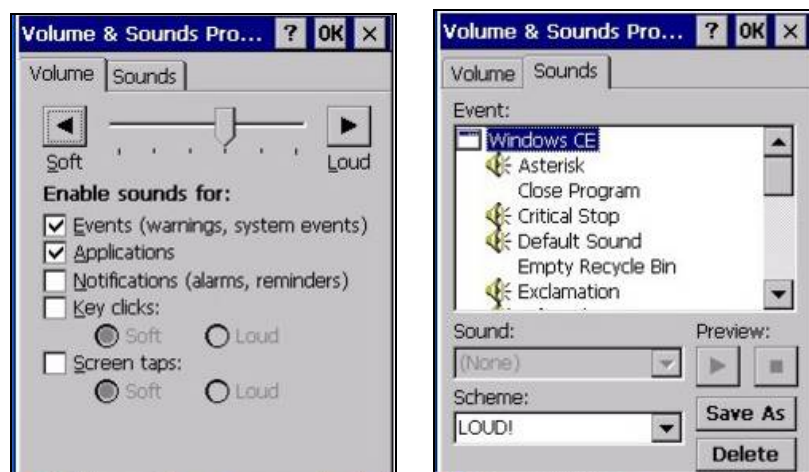 Volume & Sounds Pro... ? OK ×
Volume Sounds
Soft Loud
Enable sounds for:
Events (warnings, system events)
Applications
Notifications (alarms, reminders)
Key clicks:
Soft Loud
Screen taps:
Soft Loud
Volume & Sounds Pro... ? OK ×
Volume Sounds
Event:
Windows CE
Asterisk
Close Program
Critical Stop
Default Sound
Empty Recycle Bin
Exclamation
Sound: Preview:
(None)
Scheme:
LOUD!
Save As
Delete